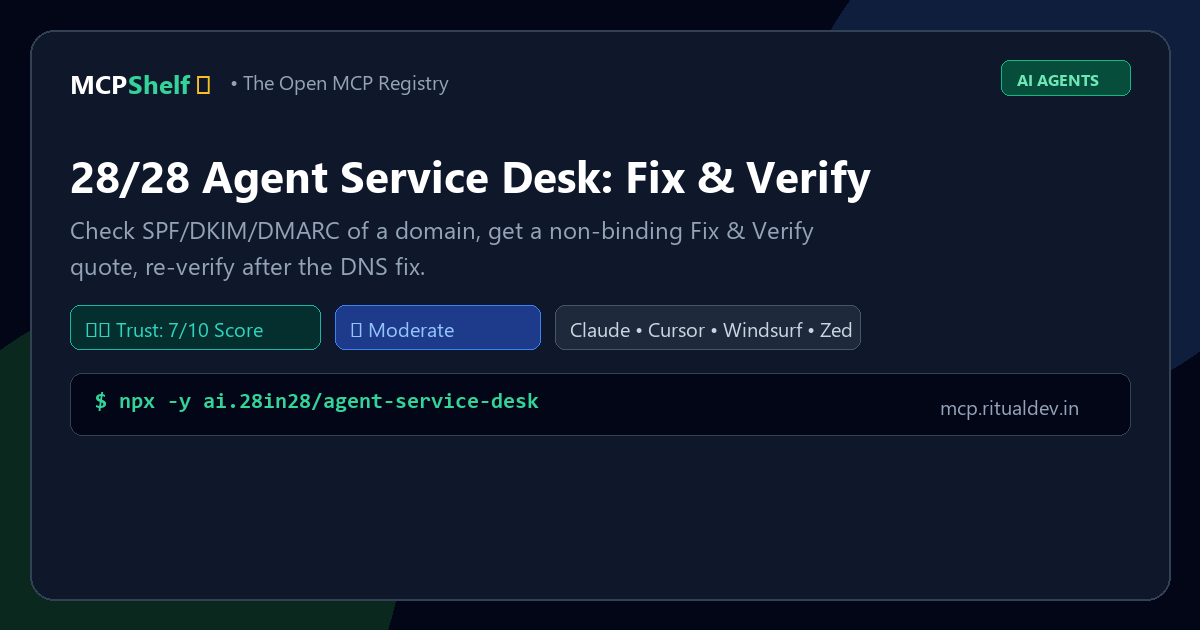 MCPShelf • The Open MCP Registry
AI AGENTS
28/28 Agent Service Desk: Fix & Verify
Check SPF/DKIM/DMARC of a domain, get a non-binding Fix & Verify
quote, re-verify after the DNS fix.
Trust: 7/10 Score
Moderate
Claude • Cursor • Windsurf • Zed
$ npx -y ai.28in28/agent-service-desk
mcp.ritualdev.in